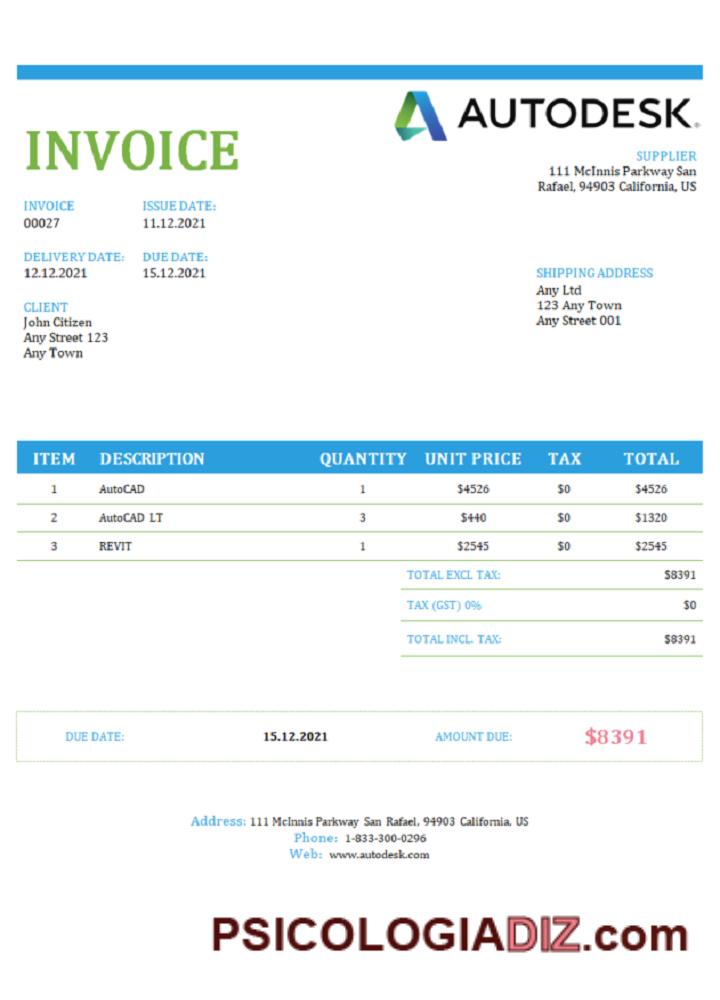 AUTODESK.
INVOICE
SUPPLIER
111 McInnis Parkway San
Rafael, 94903 California, US
INVOICE ISSUE DATE:
00027 11.12.2021
DELIVERY DATE: DUE DATE:
12.12.2021 15.12.2021
SHIPPING ADDRESS
Any Ltd
123 Any Town
Any Street 001
CLIENT
John Citizen
Any Street 123
Any Town
ITEM DESCRIPTION QUANTITY UNIT PRICE TAX TOTAL
1 AutoCAD 1 $4526 $0 $4526
2 AutoCAD LT 3 $440 $0 $1320
3 REVIT 1 $2545 $0 $2545
TOTAL EXCL TAX: $8391
TAX (GST) 0% $0
TOTAL INCL. TAX: $8391
DUE DATE: 15.12.2021 AMOUNT DUE: $8391
Address: 111 McInnis Parkway San Rafael, 94903 California, US
Phone: 1-833-300-0296
Web: www.autodesk.com
PSICOLOGIADIZ.com